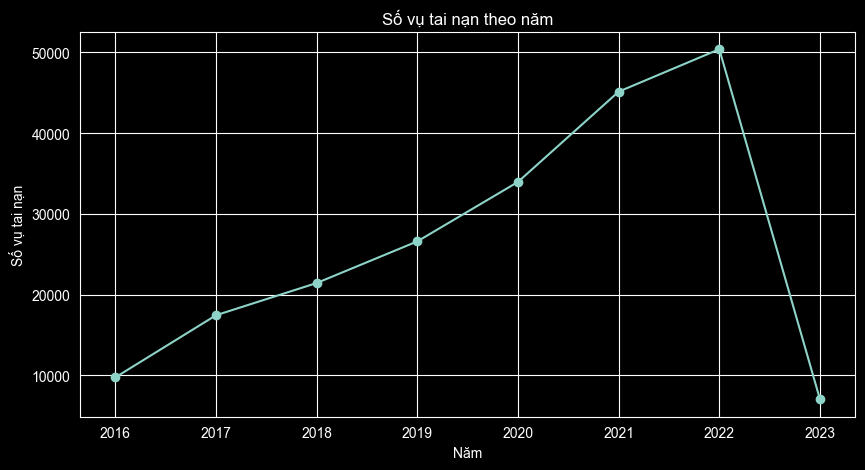 Số vụ tai nạn theo năm
50000
40000
30000
20000
10000
Số vụ tai nạn
2016 2017 2018 2019 2020 2021 2022 2023
Năm